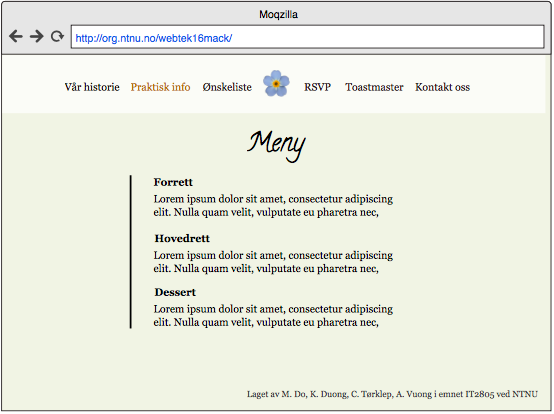 Moqzilla
http://org.ntnu.no/webtek16mack/
Vår historie Praktisk info Ønskeliste RSVP Toastmaster Kontakt oss
Meny
Forrett
Lorem ipsum dolor sit amet, consectetur adipiscing
elit. Nulla quam velit, vulputate eu pharetra nec,
Hovedrett
Lorem ipsum dolor sit amet, consectetur adipiscing
elit. Nulla quam velit, vulputate eu pharetra nec,
Dessert
Lorem ipsum dolor sit amet, consectetur adipiscing
elit. Nulla quam velit, vulputate eu pharetra nec,
Laget av M. Do, K. Duong, C. Tørklep, A. Vuong i emnet IT2805 ved NTNU